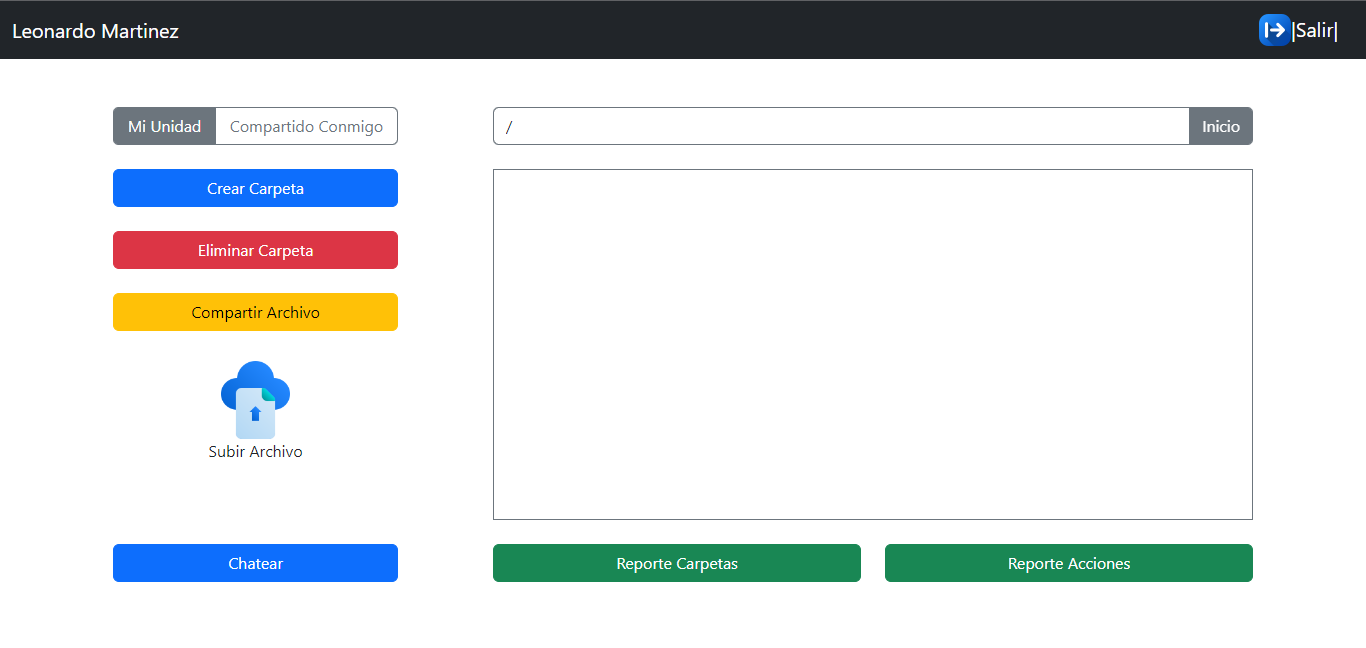 Leonardo Martinez
|Salir|
Mi Unidad Compartido Conmigo
/ Inicio
Crear Carpeta
Eliminar Carpeta
Compartir Archivo
Subir Archivo
Chatear
Reporte Carpetas
Reporte Acciones